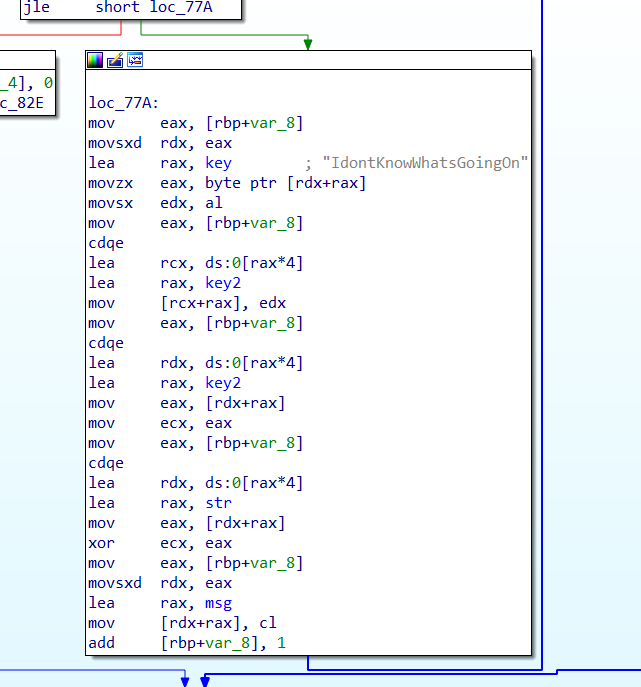 jle     short loc_77A
_4], 0
c_82E
loc_77A:
mov     eax, [rbp+var_8]
movsxd  rdx, eax
lea     rax, key        ; "IdontKnowWhatsGoingOn"
movzx   eax, byte ptr [rdx+rax]
movsx   edx, al
mov     eax, [rbp+var_8]
cdqe
lea     rcx, ds:0[rax*4]
lea     rax, key2
mov     [rcx+rax], edx
mov     eax, [rbp+var_8]
cdqe
lea     rdx, ds:0[rax*4]
lea     rax, key2
mov     eax, [rdx+rax]
mov     ecx, eax
mov     eax, [rbp+var_8]
cdqe
lea     rdx, ds:0[rax*4]
lea     rax, str
mov     eax, [rdx+rax]
xor     ecx, eax
mov     eax, [rbp+var_8]
movsxd  rdx, eax
lea     rax, msg
mov     [rdx+rax], cl
add     [rbp+var_8], 1